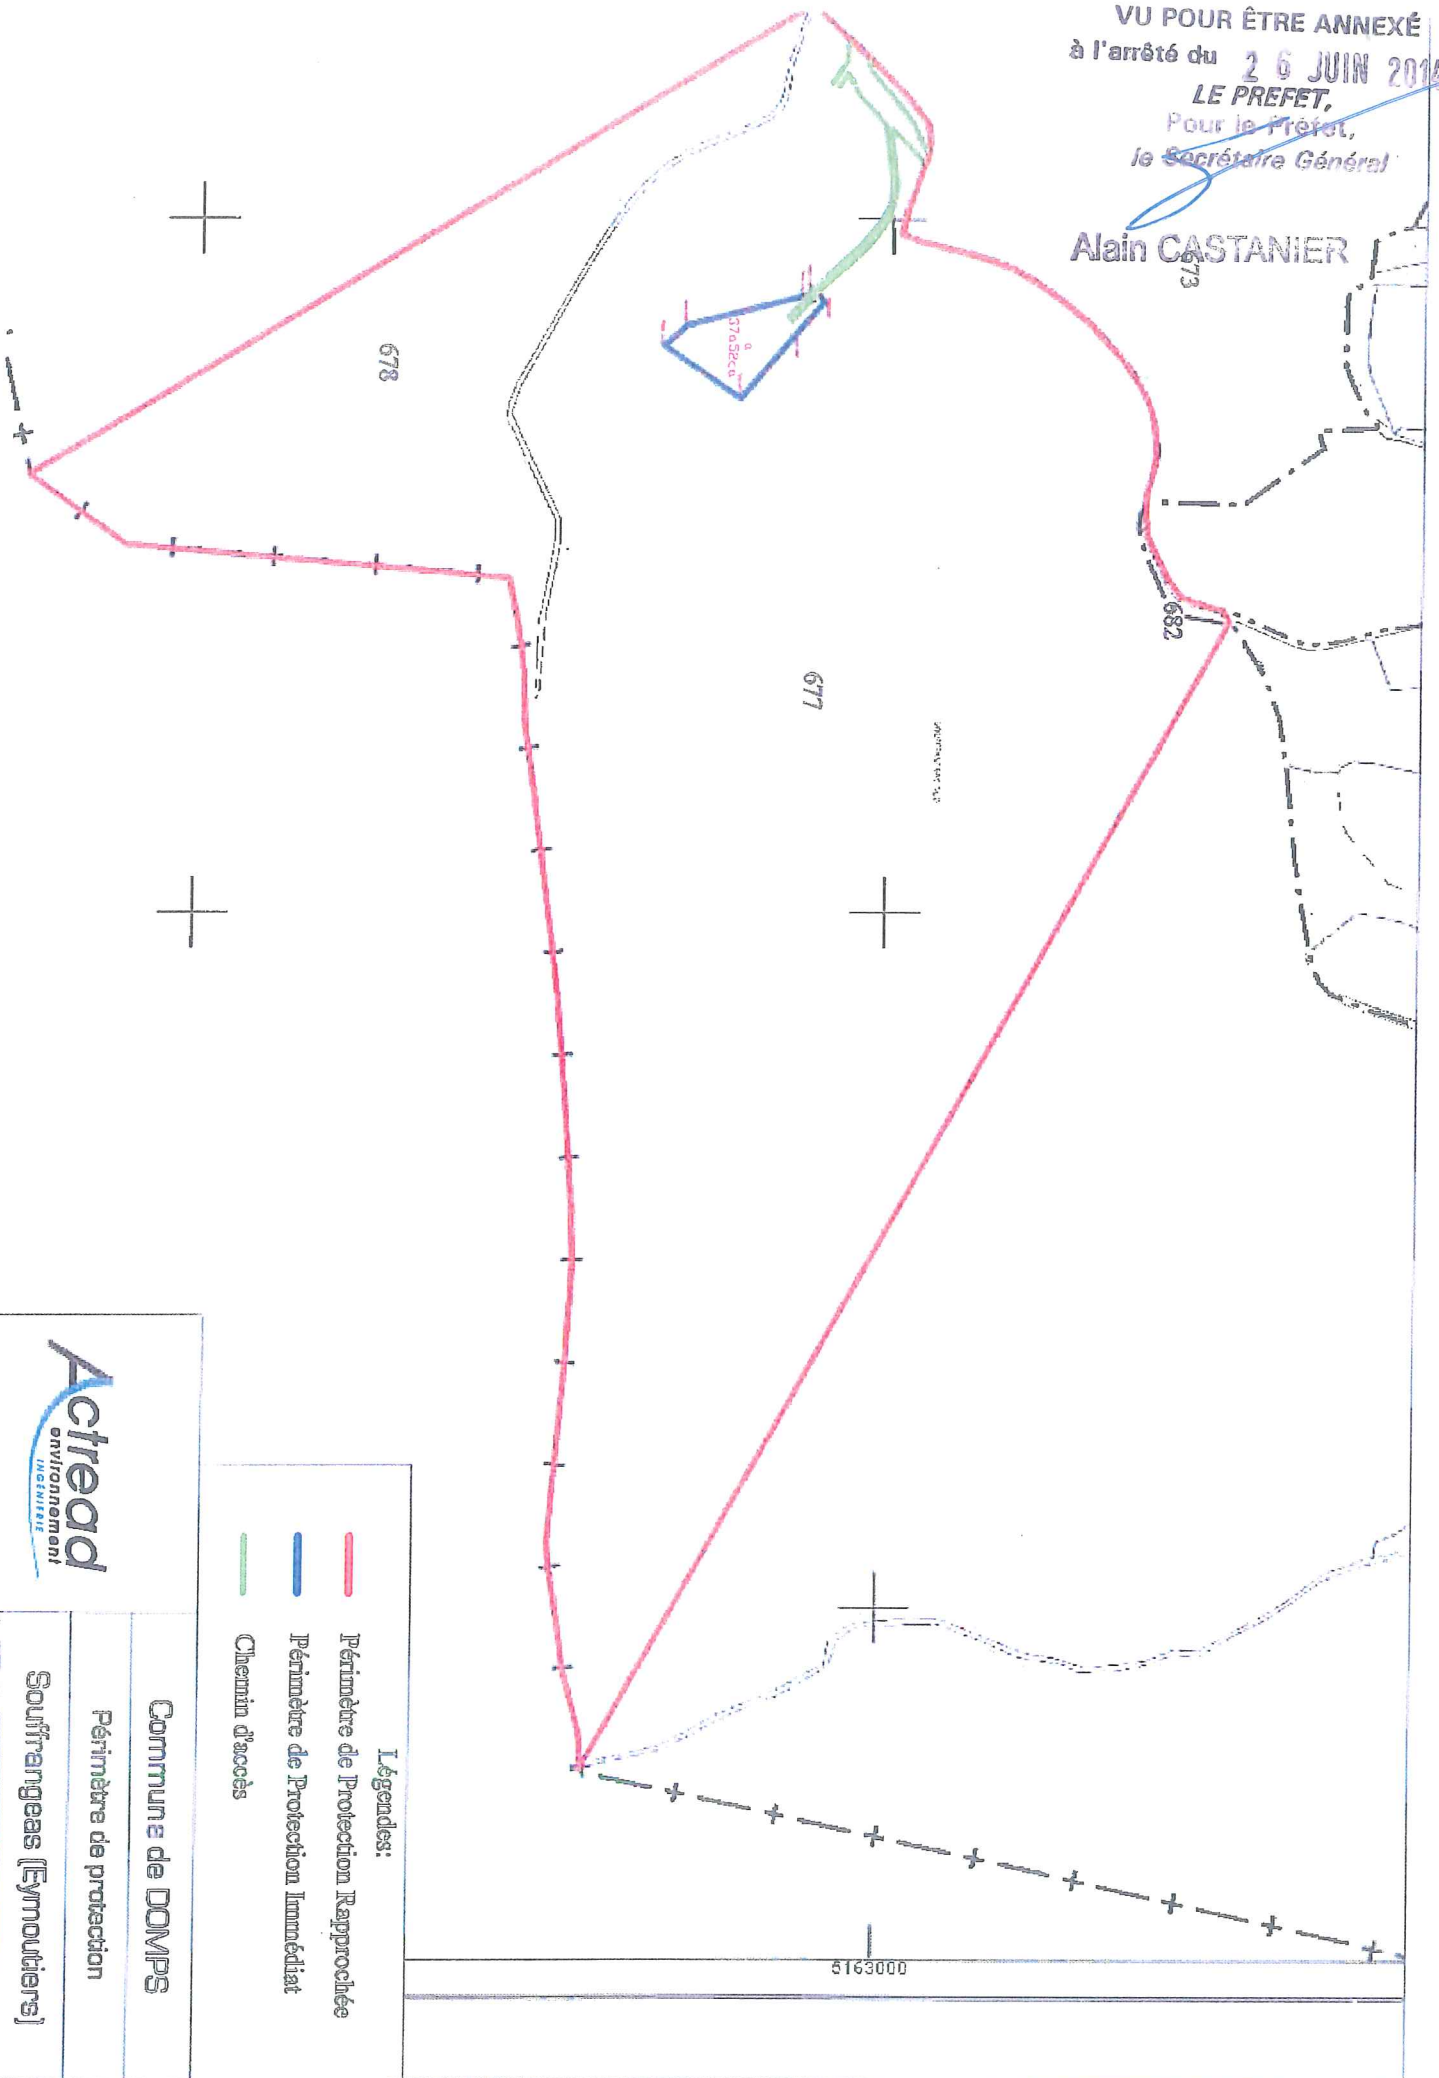 VU POUR ÊTRE ANNEXÉ
à l'arrêté du 26 JUIN 2014
LE PREFET,
Pour le Préfet,
le Secrétaire Général
Alain CASTANIER
673
682
678
677
a
37a52ca
5163000
Légendes:
Périmètre de Protection Rapprochée
Périmètre de Protection Immédiat
Chemin d'accès
Actread
environnement
INGÉNIERIE
Commune de DOMPS
Périmètre de protection
Souffrangeas (Eymoutiers)